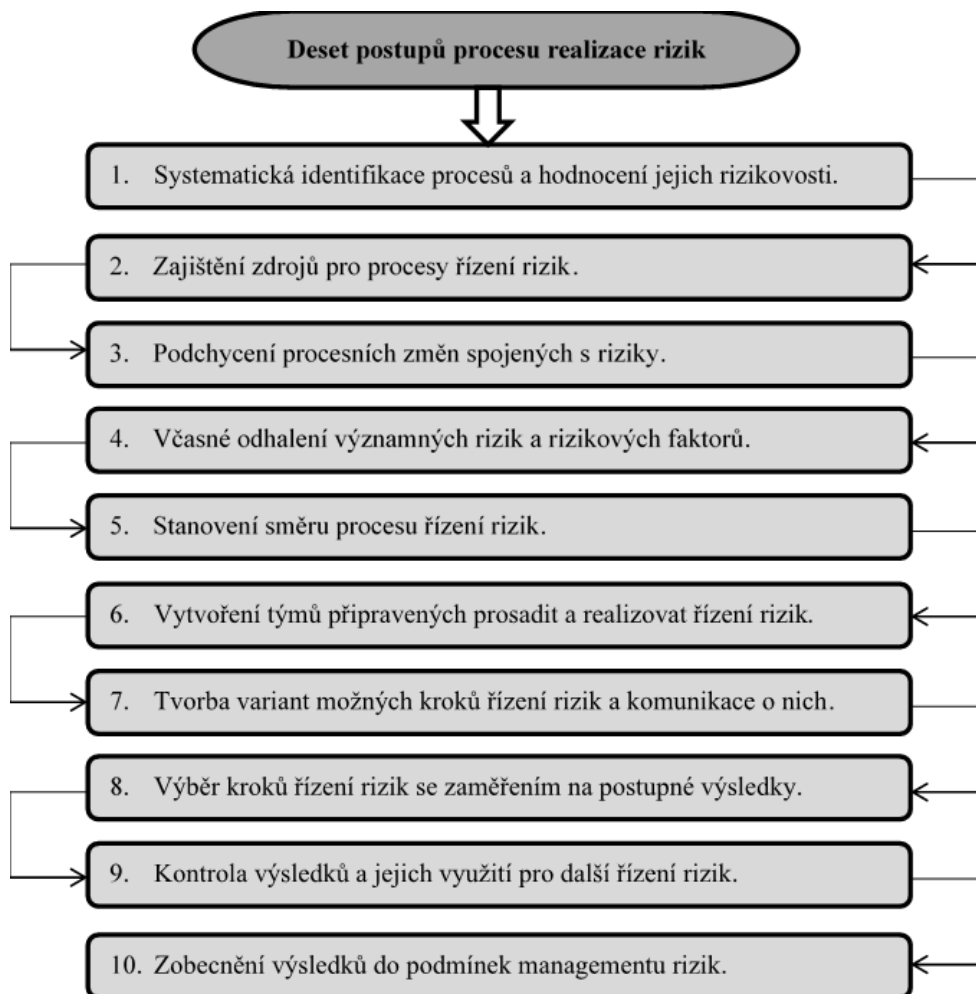 Deset postupů procesu realizace rizik
1. Systematická identifikace procesů a hodnocení jejich rizikovosti.
2. Zajištění zdrojů pro procesy řízení rizik.
3. Podchycení procesních změn spojených s riziky.
4. Včasné odhalení významných rizik a rizikových faktorů.
5. Stanovení směru procesu řízení rizik.
6. Vytvoření týmů připravených prosadit a realizovat řízení rizik.
7. Tvorba variant možných kroků řízení rizik a komunikace o nich.
8. Výběr kroků řízení rizik se zaměřením na postupné výsledky.
9. Kontrola výsledků a jejich využití pro další řízení rizik.
10. Zobecnění výsledků do podmínek managementu rizik.